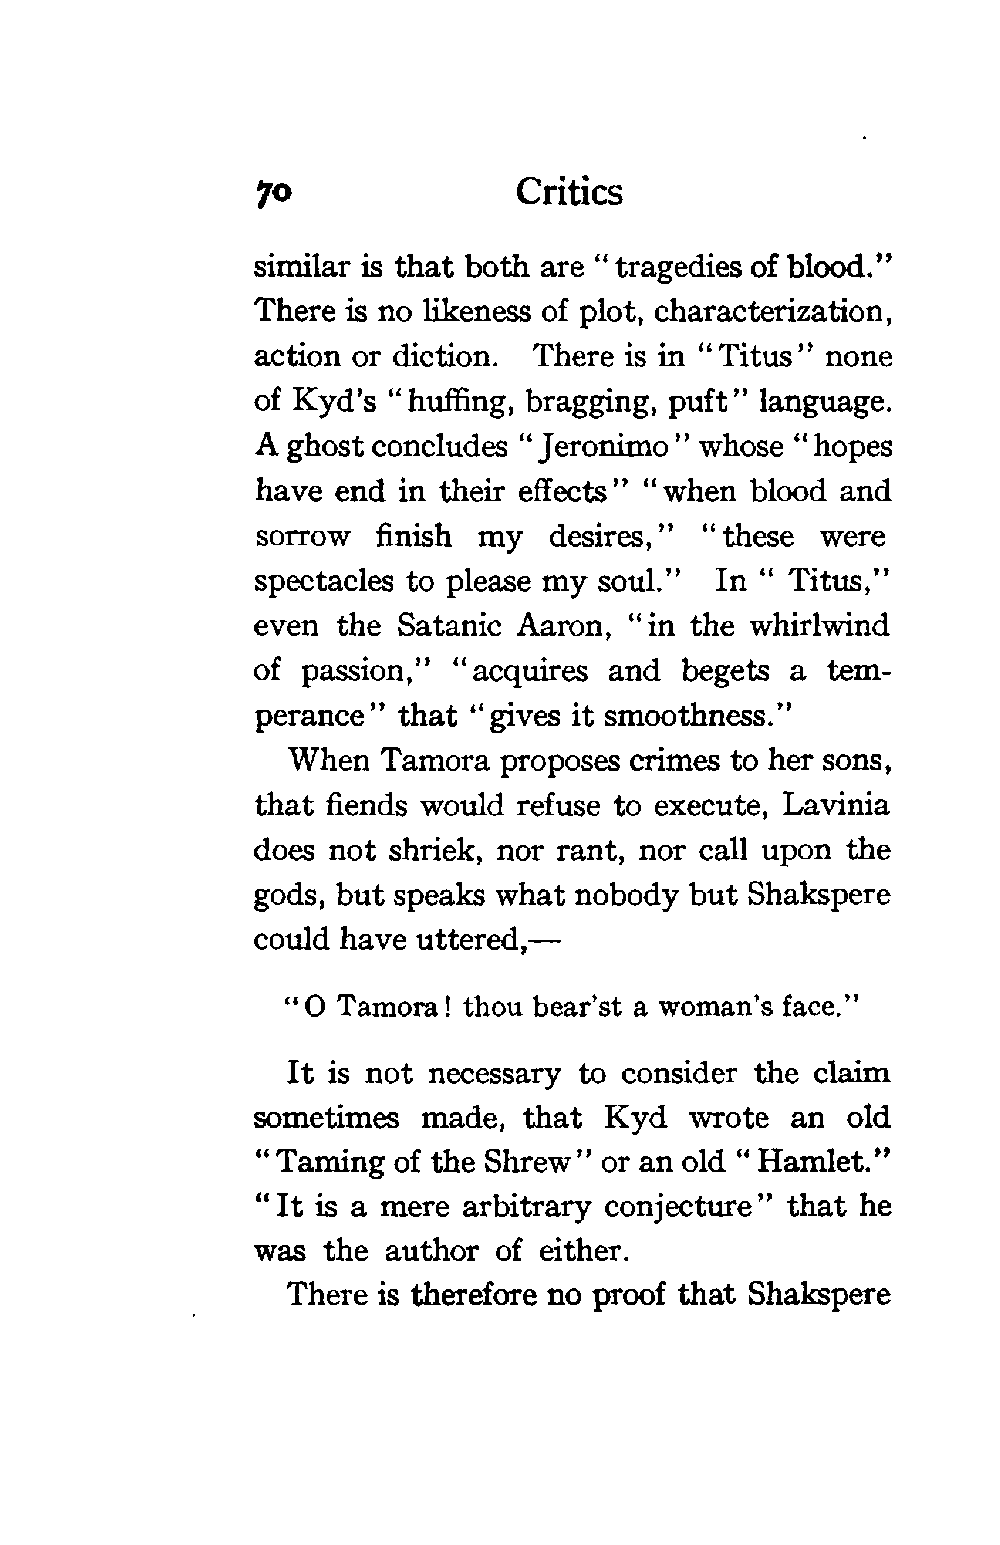 70 Critics
similar is that both are "tragedies of blood."
There is no likeness of plot, characterization,
action or diction. There is in "Titus" none
of Kyd's "huffing, bragging, puft" language.
A ghost concludes "Jeronimo" whose "hopes
have end in their effects" "when blood and
sorrow finish my desires," "these were
spectacles to please my soul." In " Titus,"
even the Satanic Aaron, "in the whirlwind
of passion," "acquires and begets a tem-
perance" that "gives it smoothness."
When Tamora proposes crimes to her sons,
that fiends would refuse to execute, Lavinia
does not shriek, nor rant, nor call upon the
gods, but speaks what nobody but Shakspere
could have uttered,—
"O Tamora! thou bear'st a woman's face."
It is not necessary to consider the claim
sometimes made, that Kyd wrote an old
"Taming of the Shrew" or an old "Hamlet."
"It is a mere arbitrary conjecture" that he
was the author of either.
There is therefore no proof that Shakspere